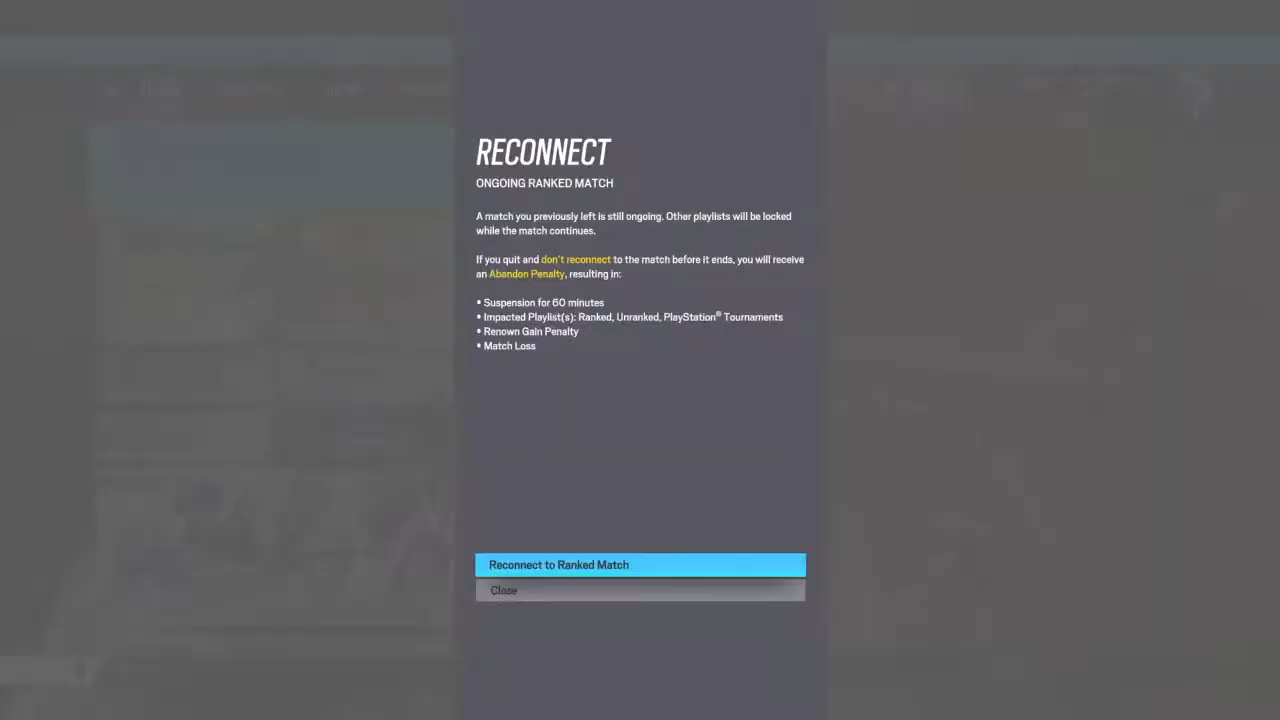 RECONNECT
ONGOING RANKED MATCH
A match you previously left is still ongoing. Other playlists will be locked
while the match continues.
If you quit and don't reconnect to the match before it ends, you will receive
an Abandon Penalty, resulting in:
• Suspension for 60 minutes
• Impacted Playlist(s): Ranked, Unranked, PlayStation® Tournaments
• Renown Gain Penalty
• Match Loss
Reconnect to Ranked Match
Close